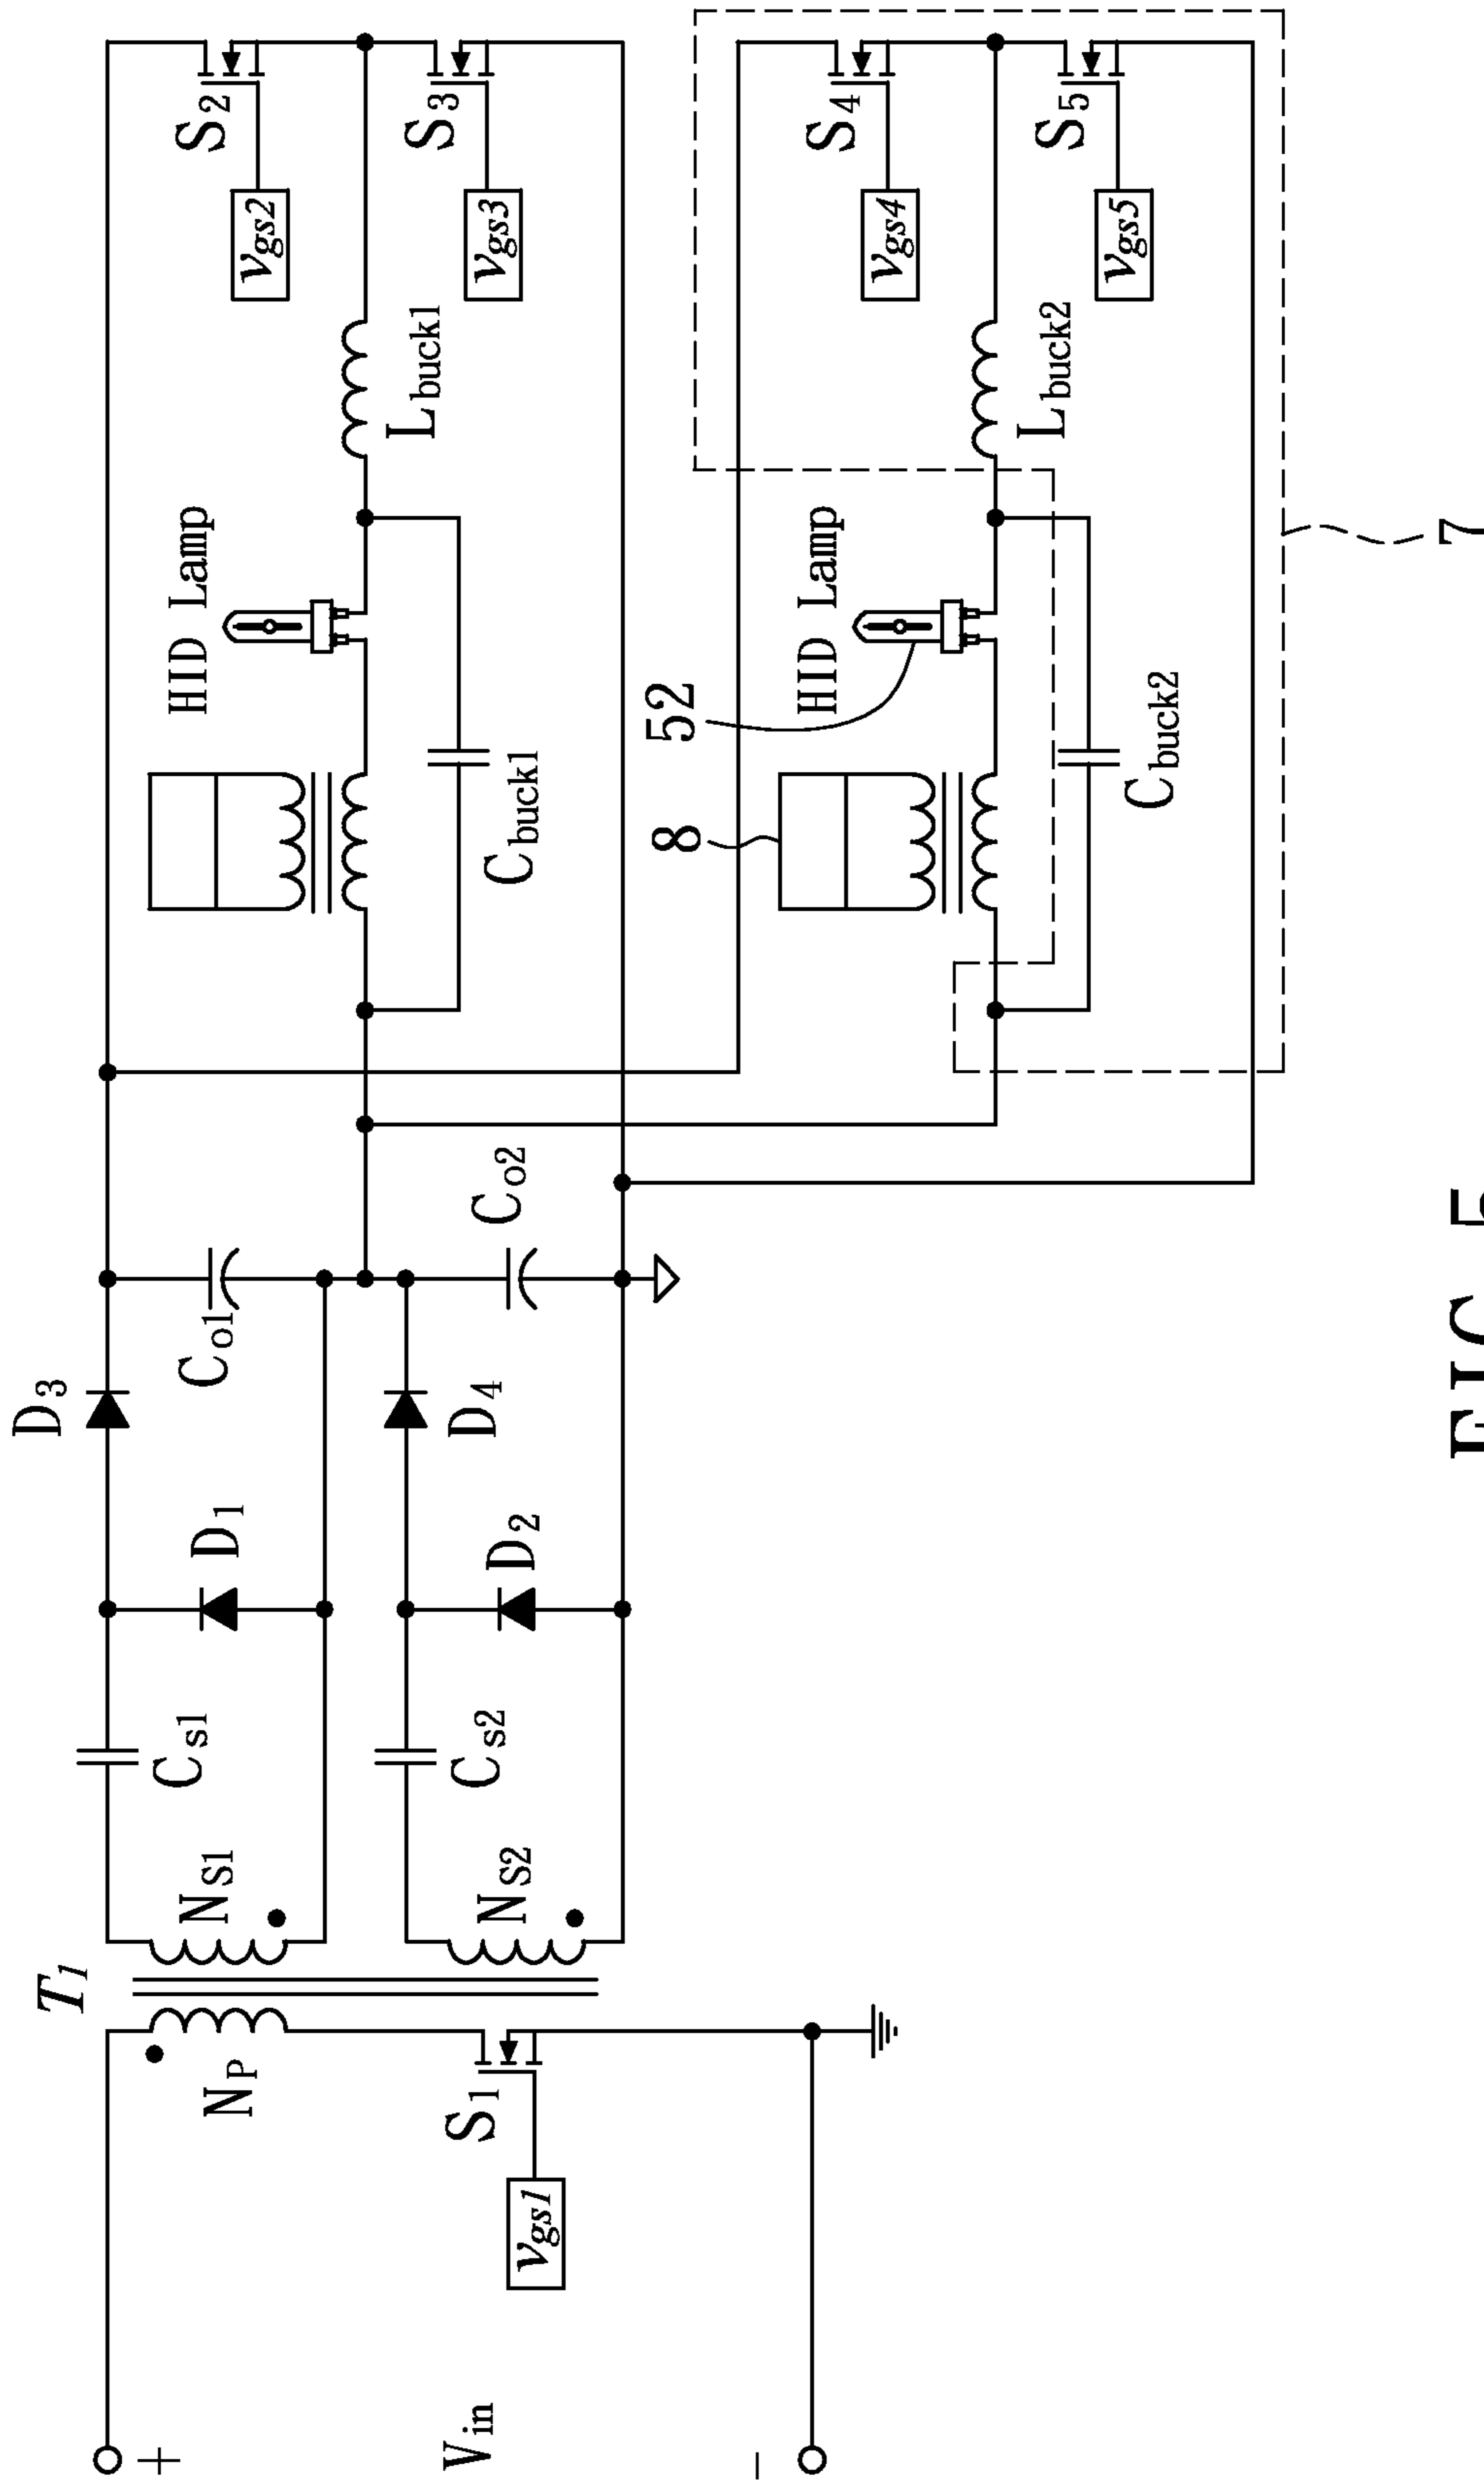 T1
NP
NS1
NS2
Cs1
Cs2
D1
D2
D3
D4
Co1
Co2
Vin
+
-
S1
vgs1
HID Lamp
Cbuck1
Lbuck1
S2
vgs2
S3
vgs3
8
52
HID Lamp
Cbuck2
Lbuck2
S4
vgs4
S5
vgs5
7